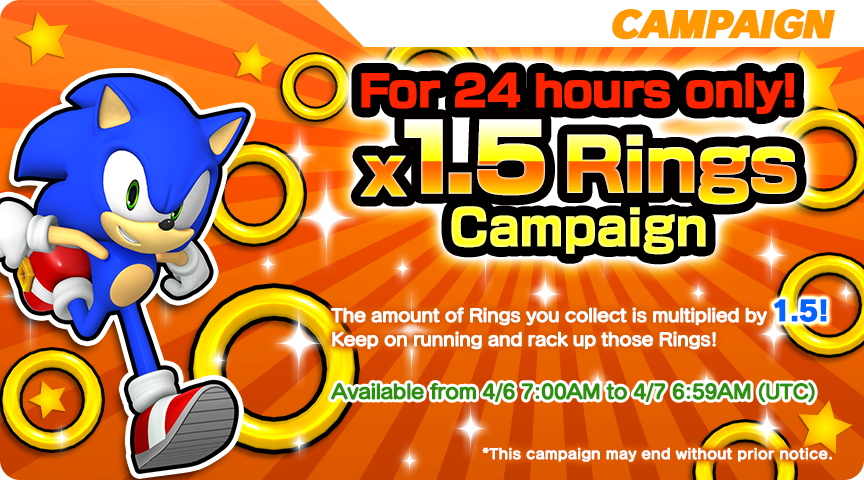 CAMPAIGN
For 24 hours only!
x1.5 Rings
Campaign
The amount of Rings you collect is multiplied by 1.5!
Keep on running and rack up those Rings!
Available from 4/6 7:00AM to 4/7 6:59AM (UTC)
*This campaign may end without prior notice.